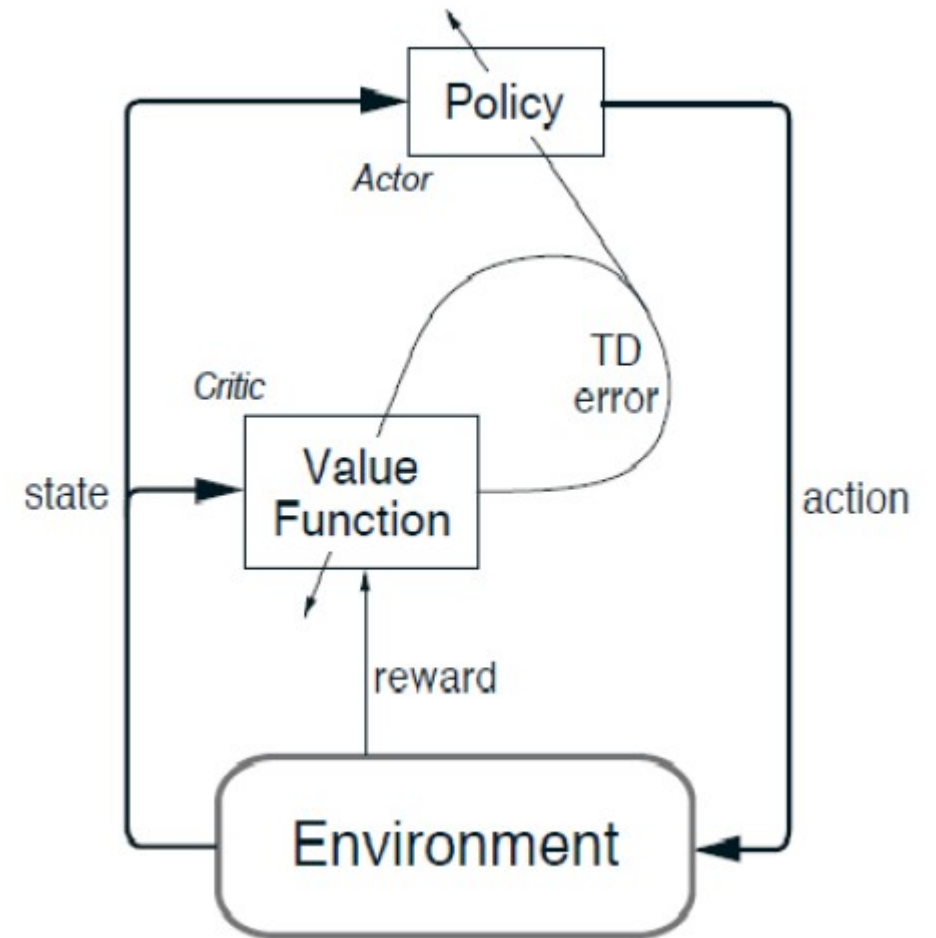 Policy
Actor
TD
error
Critic
Value
Function
state
action
reward
Environment